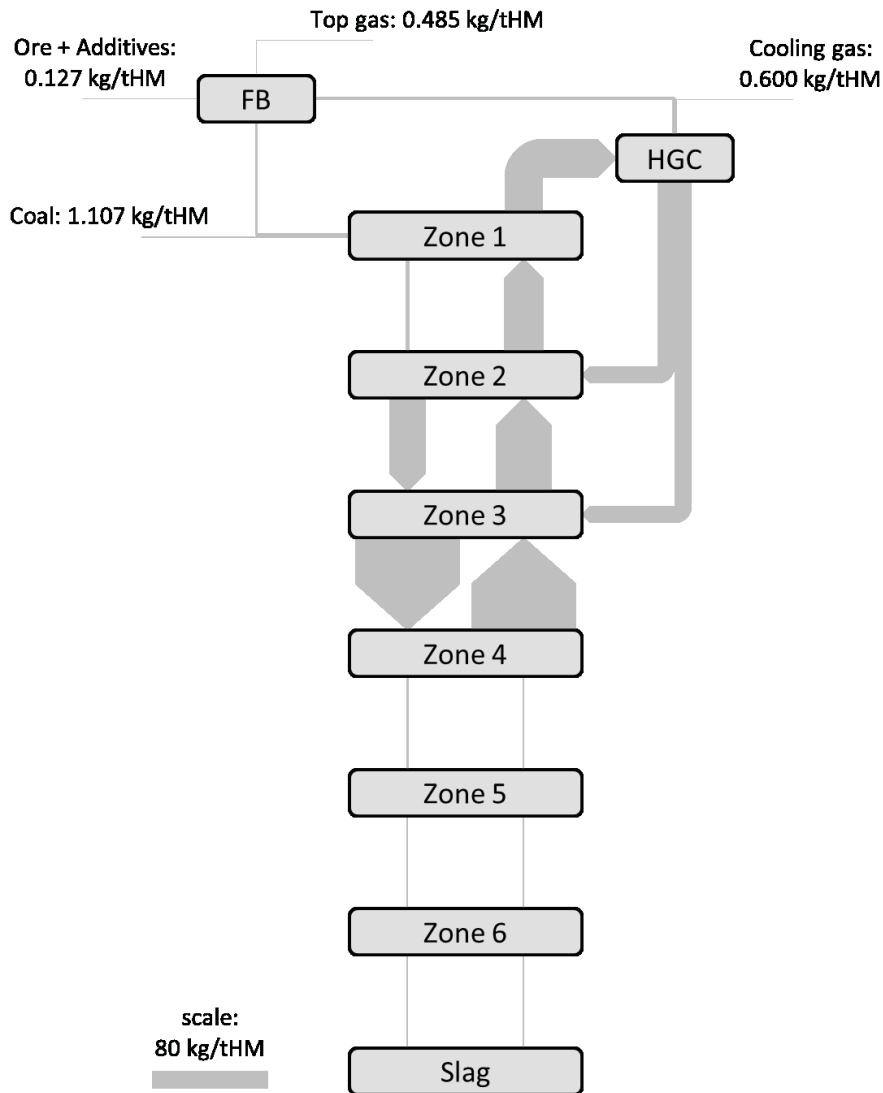 Top gas: 0.485 kg/tHM
Ore + Additives:
0.127 kg/tHM
Cooling gas:
0.600 kg/tHM
FB
HGC
Coal: 1.107 kg/tHM
Zone 1
Zone 2
Zone 3
Zone 4
Zone 5
Zone 6
scale:
80 kg/tHM
Slag